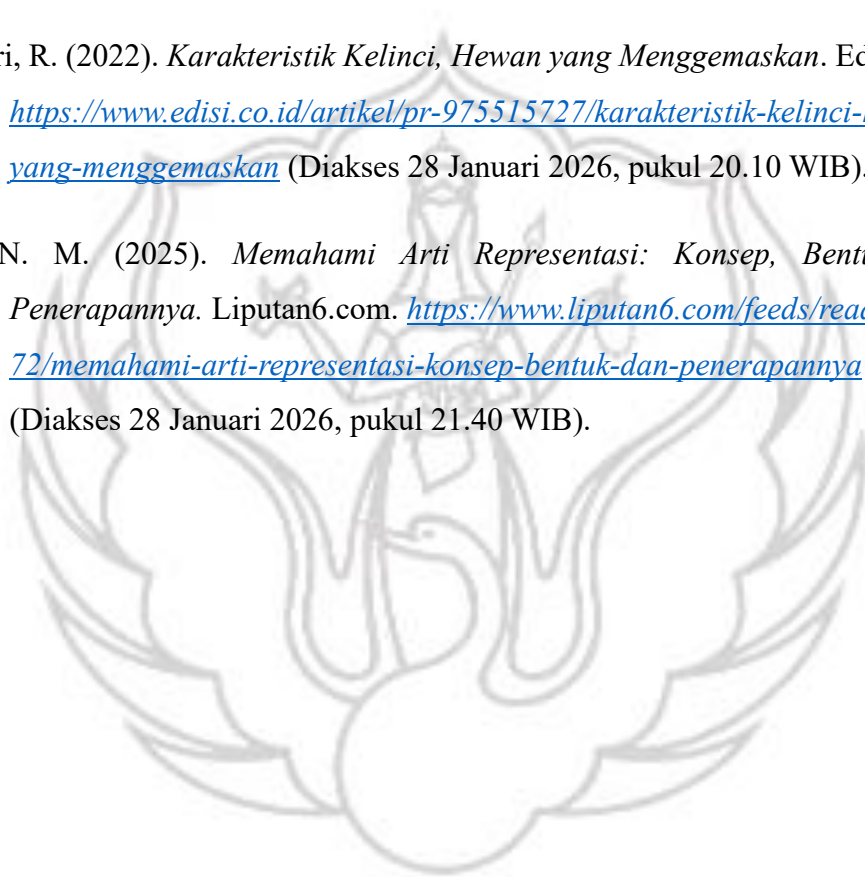 ri, R. (2022). Karakteristik Kelinci, Hewan yang Menggemaskan. Ed
https://www.edisi.co.id/artikel/pr-975515727/karakteristik-kelinci-
yang-menggemaskan (Diakses 28 Januari 2026, pukul 20.10 WIB).
N. M. (2025). Memahami Arti Representasi: Konsep, Bentu
Penerapannya. Liputan6.com. https://www.liputan6.com/feeds/read
72/memahami-arti-representasi-konsep-bentuk-dan-penerapannya
(Diakses 28 Januari 2026, pukul 21.40 WIB).